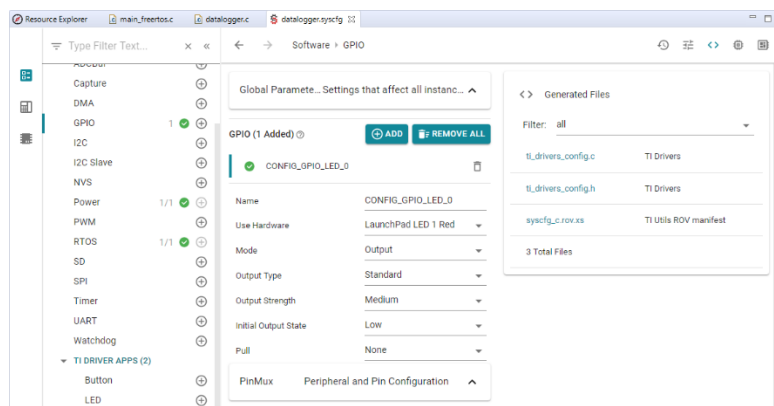 Resource Explorer main_freertos.c datalogger.c datalogger.syscfg
Type Filter Text... × «
Software › GPIO
ADCBuf
Capture
DMA
GPIO 1
I2C
I2C Slave
NVS
Power 1/1
PWM
RTOS 1/1
SD
SPI
Timer
UART
Watchdog
TI DRIVER APPS (2)
Button
LED
Global Paramete... Settings that affect all instanc...
GPIO (1 Added) ADD REMOVE ALL
CONFIG_GPIO_LED_0
Name CONFIG_GPIO_LED_0
Use Hardware LaunchPad LED 1 Red
Mode Output
Output Type Standard
Output Strength Medium
Initial Output State Low
Pull None
PinMux Peripheral and Pin Configuration
<> Generated Files
Filter: all
ti_drivers_config.c TI Drivers
ti_drivers_config.h TI Drivers
syscfg_c.rov.xs TI Utils ROV manifest
3 Total Files